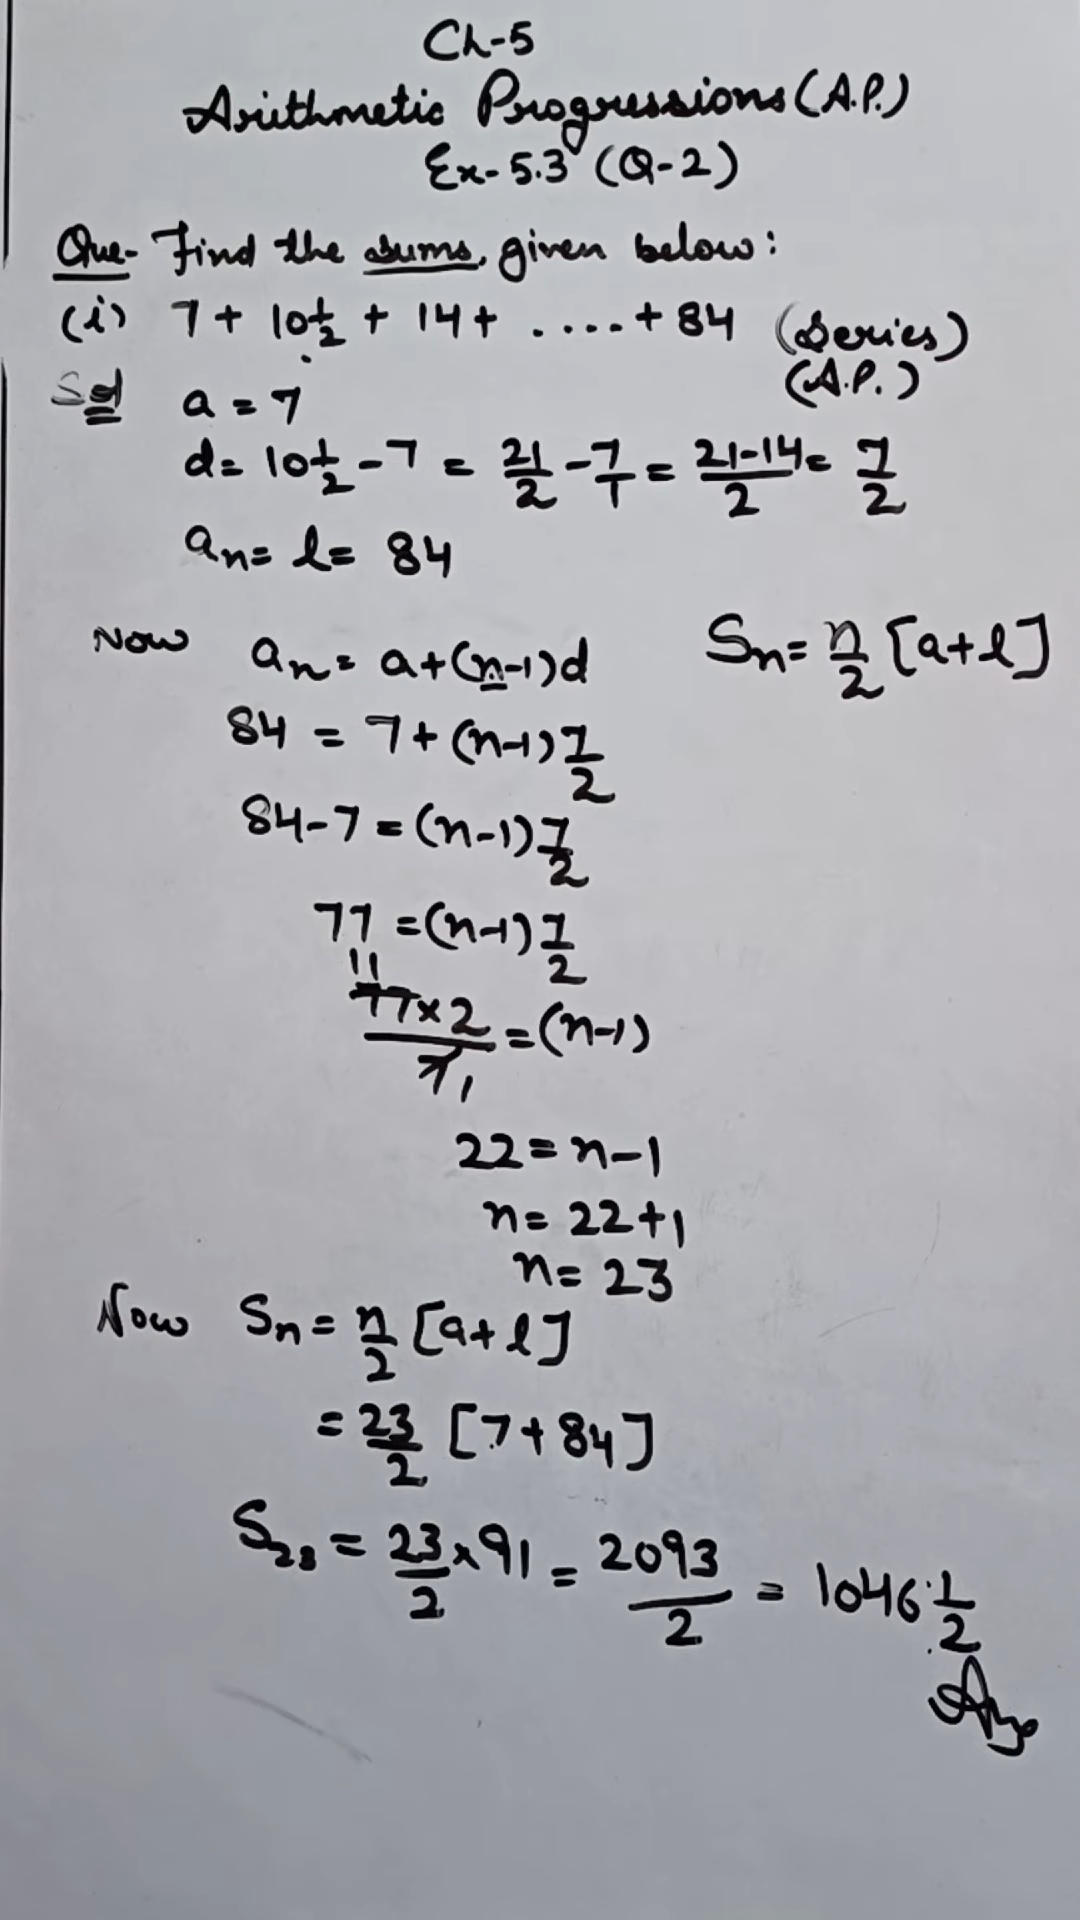 Ch-5
Arithmetic Progressions (A.P.)
Ex-5.3 (Q-2)
Que- Find the sums, given below:
(i) 7 + 10 1/2 + 14 + ..... + 84 (Series)
(A.P.)
Sol a = 7
d = 10 1/2 - 7 = 21/2 - 7/1 = 21-14/2 = 7/2
an = l = 84
Now an = a+(n-1)d Sn = n/2 [a+l]
84 = 7+(n-1)7/2
84-7 = (n-1)7/2
77 = (n-1)7/2
11
77×2/7 1 = (n-1)
22 = n-1
n = 22+1
n = 23
Now Sn = n/2 [a+l]
= 23/2 [7+84]
S23 = 23/2 × 91 = 2093/2 = 1046 1/2
Ans